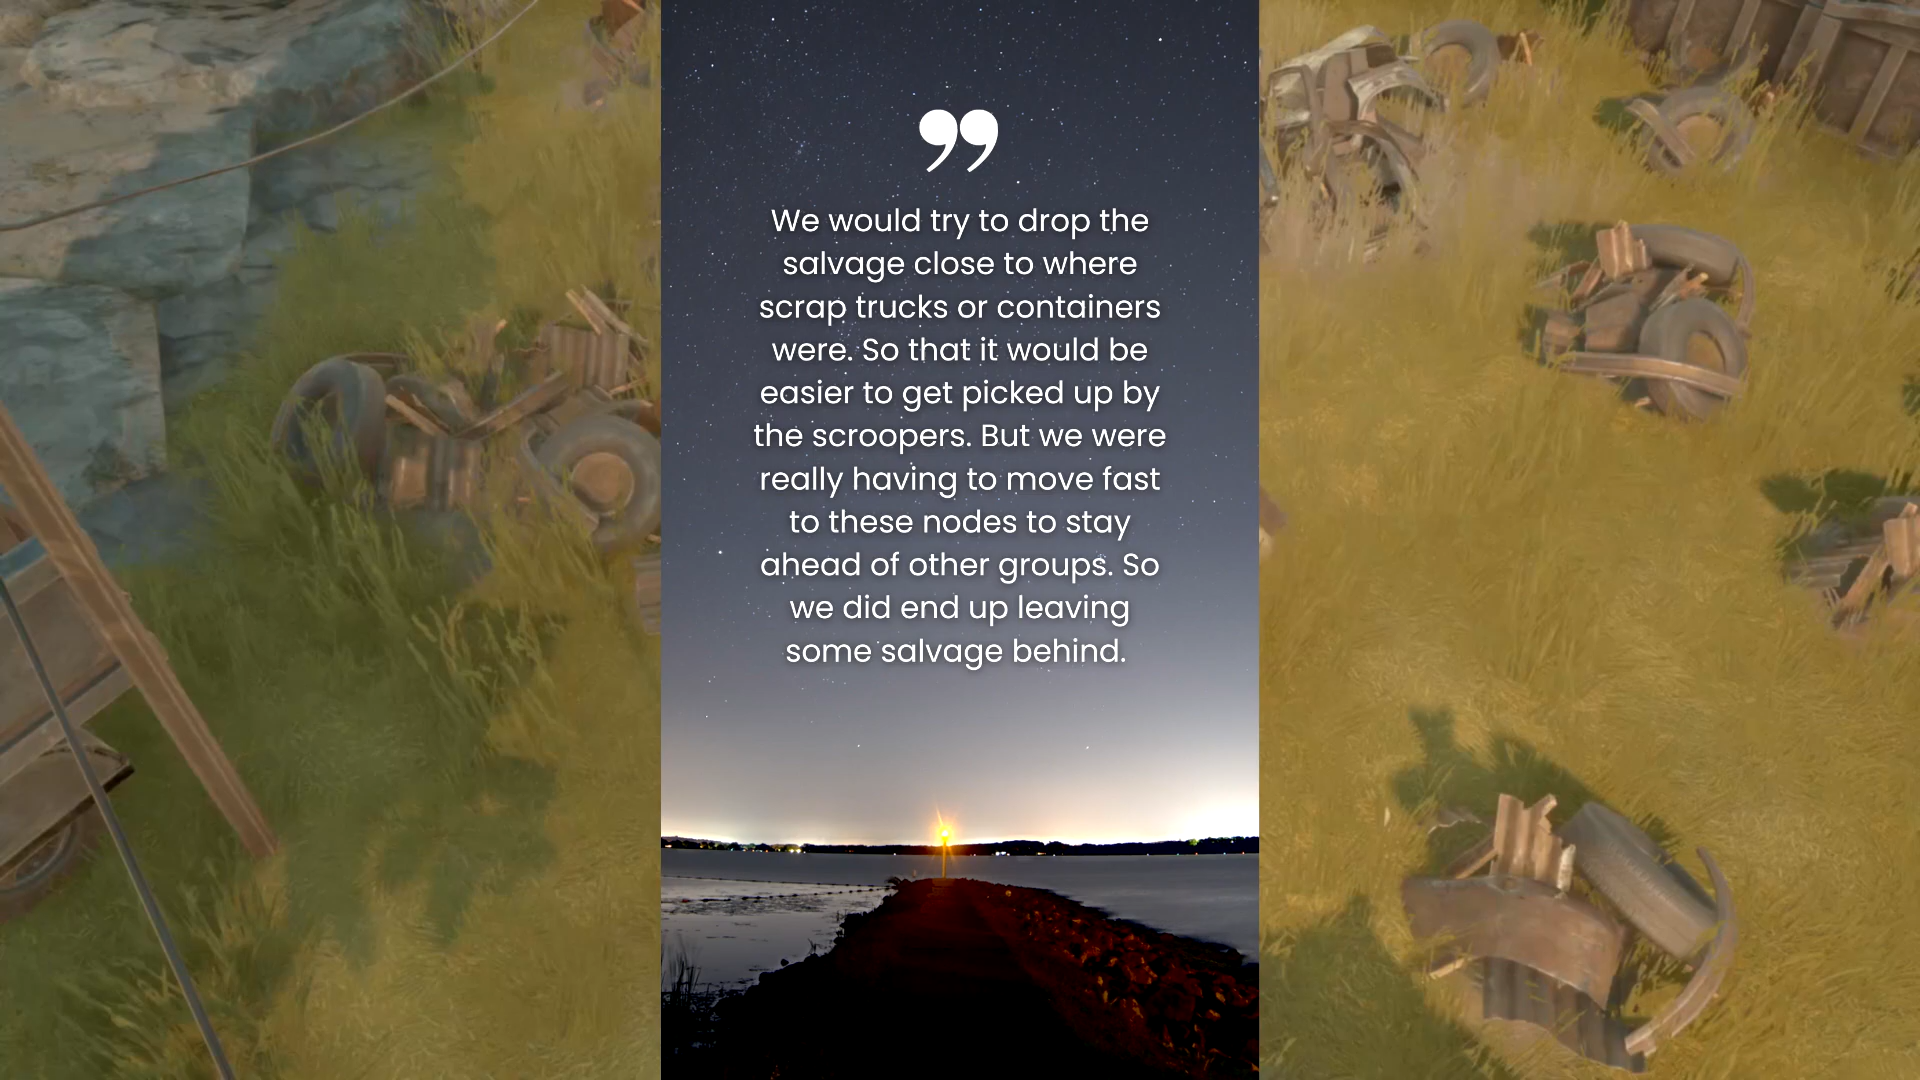 ”
We would try to drop the
salvage close to where
scrap trucks or containers
were. So that it would be
easier to get picked up by
the scroopers. But we were
really having to move fast
to these nodes to stay
ahead of other groups. So
we did end up leaving
some salvage behind.